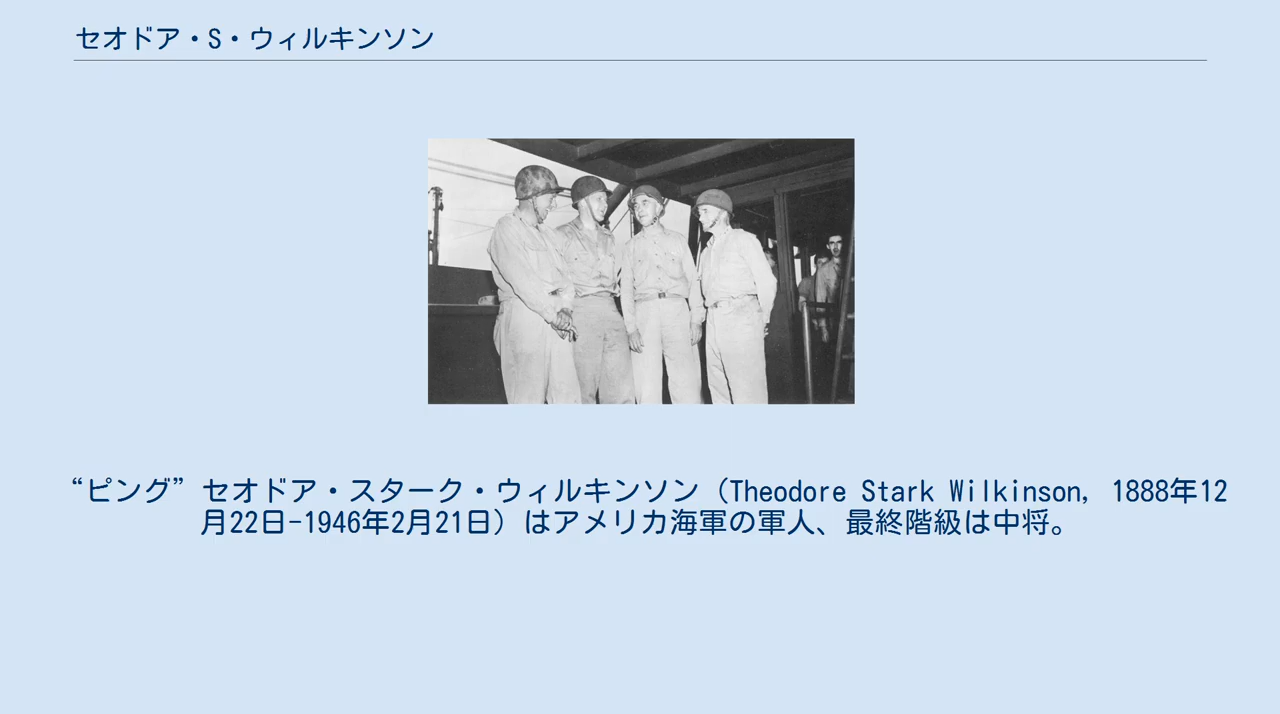 セオドア・S・ウィルキンソン
“ピング” セオドア・スターク・ウィルキンソン（Theodore Stark Wilkinson, 1888年12
月22日-1946年2月21日）はアメリカ海軍の軍人、最終階級は中将。